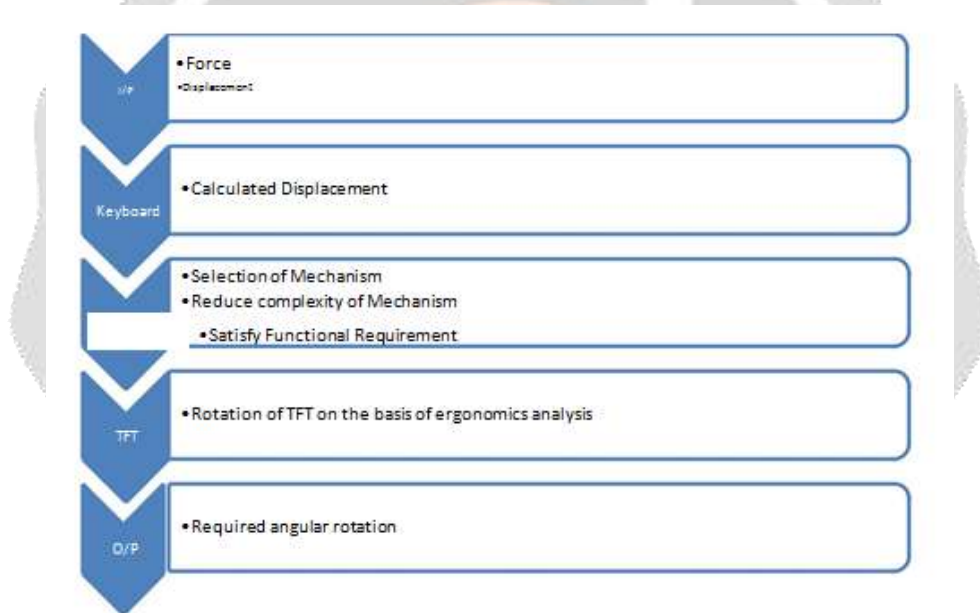 I/P
•Force
•Displacement
Keyboard
•Calculated Displacement
•Selection of Mechanism
•Reduce complexity of Mechanism
•Satisfy Functional Requirement
TFT
•Rotation of TFT on the basis of ergonomics analysis
O/P
•Required angular rotation